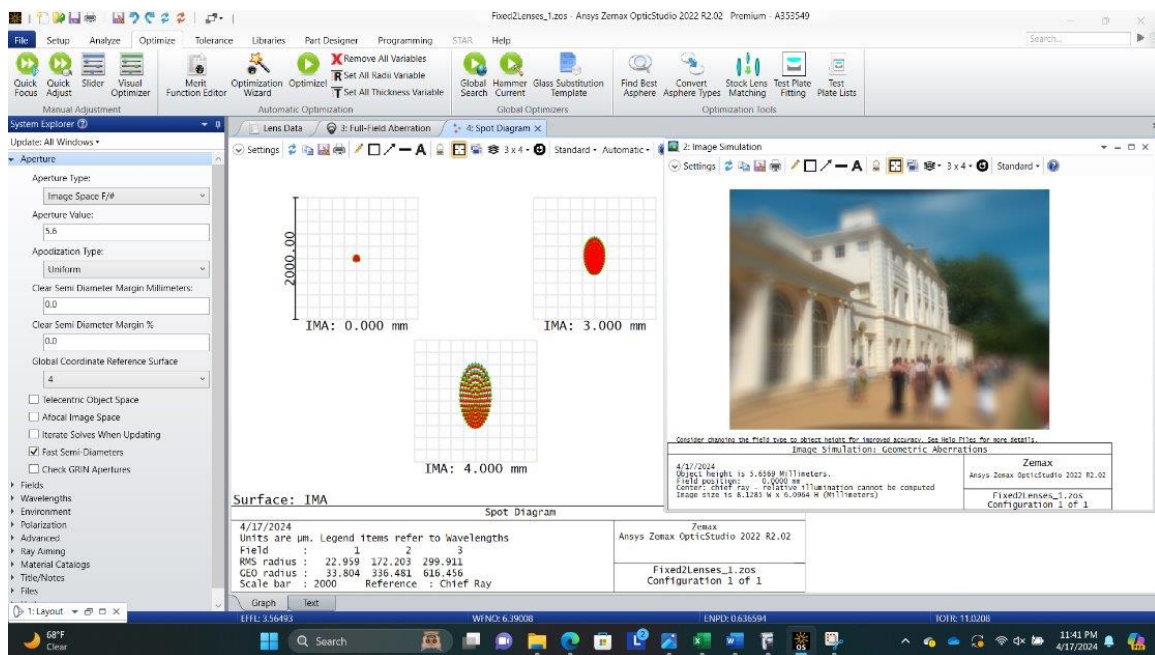 Fixed2Lenses_1.zos - Ansys Zemax OpticStudio 2022 R2.02 Premium - A353549
File Setup Analyze Optimize Tolerance Libraries Part Designer Programming STAR Help
Search...
Quick Focus
Quick Adjust
Slider
Visual Optimizer
Manual Adjustment
Merit Function Editor
Optimization Wizard
Optimize!
Remove All Variables
Set All Radii Variable
Set All Thickness Variable
Automatic Optimization
Global Search
Hammer Current
Glass Substitution Template
Global Optimizers
Find Best Asphere
Convert Asphere Types
Stock Lens Matching
Test Plate Fitting
Test Plate Lists
Optimization Tools
System Explorer
Update: All Windows
Aperture
Aperture Type:
Image Space F/#
Aperture Value:
5.6
Apodization Type:
Uniform
Clear Semi Diameter Margin Millimeters:
0.0
Clear Semi Diameter Margin %
0.0
Global Coordinate Reference Surface
4
Telecentric Object Space
Afocal Image Space
Iterate Solves When Updating
Fast Semi-Diameters
Check GRIN Apertures
Fields
Wavelengths
Environment
Polarization
Advanced
Ray Aiming
Material Catalogs
Title/Notes
Files
1: Layout
Lens Data 3: Full-Field Aberration 4: Spot Diagram
Settings 3 x 4 Standard Automatic
2000.00
IMA: 0.000 mm
IMA: 3.000 mm
IMA: 4.000 mm
Surface: IMA
Spot Diagram
4/17/2024
Units are µm. Legend items refer to Wavelengths
Field : 1 2 3
RMS radius : 22.959 172.203 299.911
GEO radius : 33.804 336.481 616.456
Scale bar : 2000 Reference : Chief Ray
Zemax
Ansys Zemax OpticStudio 2022 R2.02
Fixed2Lenses_1.zos
Configuration 1 of 1
Graph Text
2: Image Simulation
Settings 3 x 4 Standard
Consider changing the field type to object height for improved accuracy. See Help Files for more details.
Image Simulation: Geometric Aberrations
4/17/2024
Object height is 5.6569 Millimeters.
Field position: 0.0000 mm
Center: chief ray - relative illumination cannot be computed
Image size is 8.1285 W x 6.0964 H (Millimeters)
Zemax
Ansys Zemax OpticStudio 2022 R2.02
Fixed2Lenses_1.zos
Configuration 1 of 1
EFFL: 3.56493 WFNO: 6.39008 ENPD: 0.636594 TOTR: 11.0208
68°F
Clear
Search
11:41 PM
4/17/2024